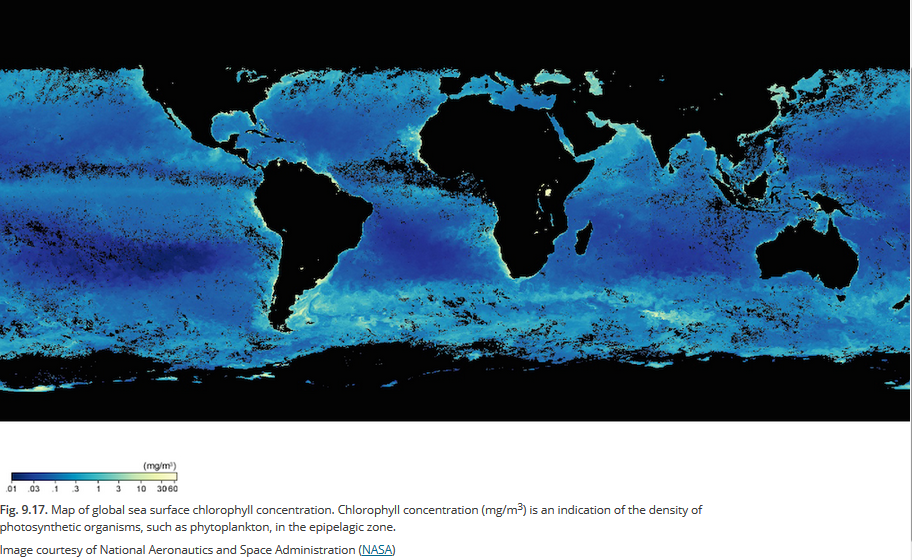 (mg/m³)
.01 .03 .1 .3 1 3 10 30 60
Fig. 9.17. Map of global sea surface chlorophyll concentration. Chlorophyll concentration (mg/m3) is an indication of the density of
photosynthetic organisms, such as phytoplankton, in the epipelagic zone.
Image courtesy of National Aeronautics and Space Administration (NASA)